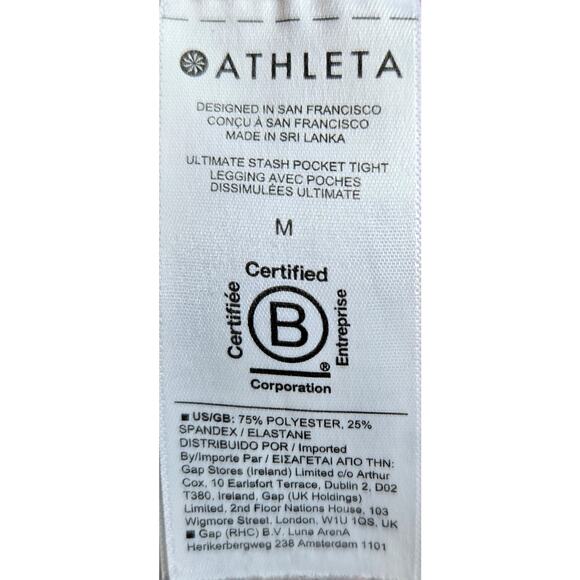 ATHLETA
DESIGNED IN SAN FRANCISCO
CONÇU À SAN FRANCISCO
MADE IN SRI LANKA
ULTIMATE STASH POCKET TIGHT
LEGGING AVEC POCHES
DISSIMULÉES ULTIMATE
M
Certified
Certifiée
B
Entreprise
®
Corporation
■ US/GB: 75% POLYESTER, 25%
SPANDEX / ELASTANE
DISTRIBUIDO POR / Imported
By/Importe Par / ΕΙΣΑΓΕΤΑΙ ΑΠΟ ΤΗΝ:
Gap Stores (Ireland) Limited c/o Arthur
Cox, 10 Earlsfort Terrace, Dublin 2, D02
T380, Ireland, Gap (UK Holdings)
Limited, 2nd Floor Nations House, 103
Wigmore Street, London, W1U 1QS, UK
■ Gap (RHC) B.V. Luna ArenA
Herikerbergweg 238 Amsterdam 1101